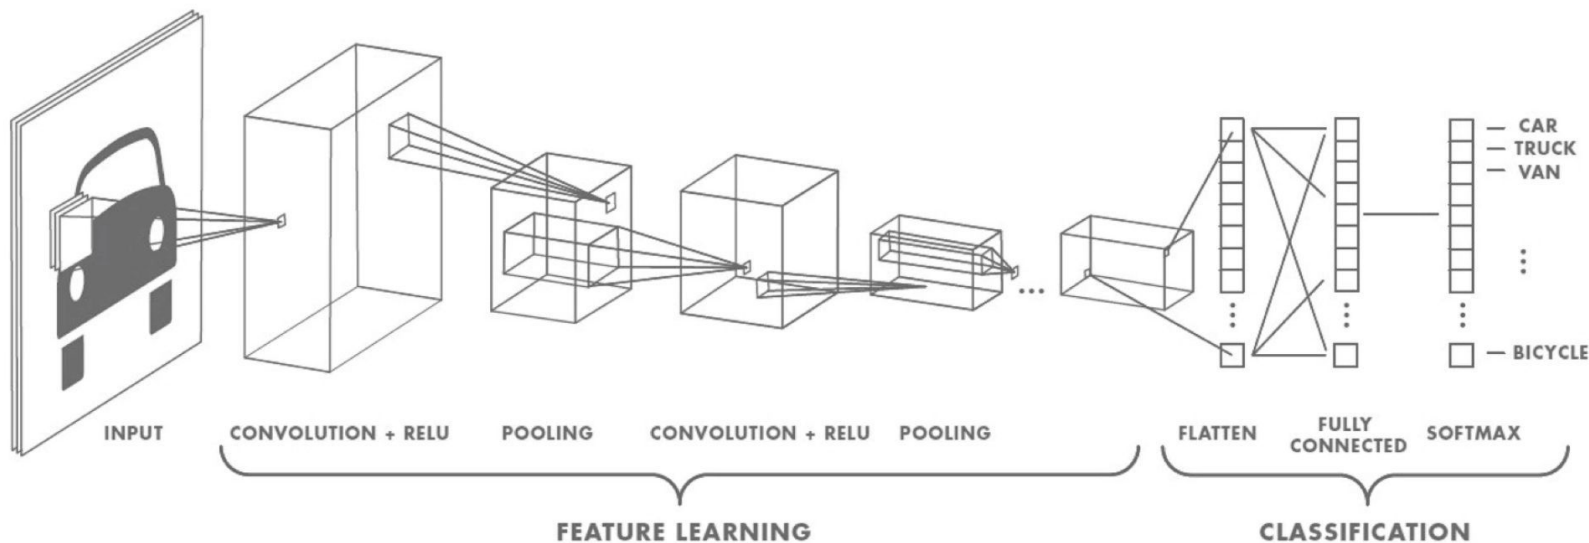 CAR
TRUCK
VAN
BICYCLE
INPUT
CONVOLUTION + RELU
POOLING
CONVOLUTION + RELU
POOLING
FLATTEN
FULLY
CONNECTED
SOFTMAX
FEATURE LEARNING
CLASSIFICATION